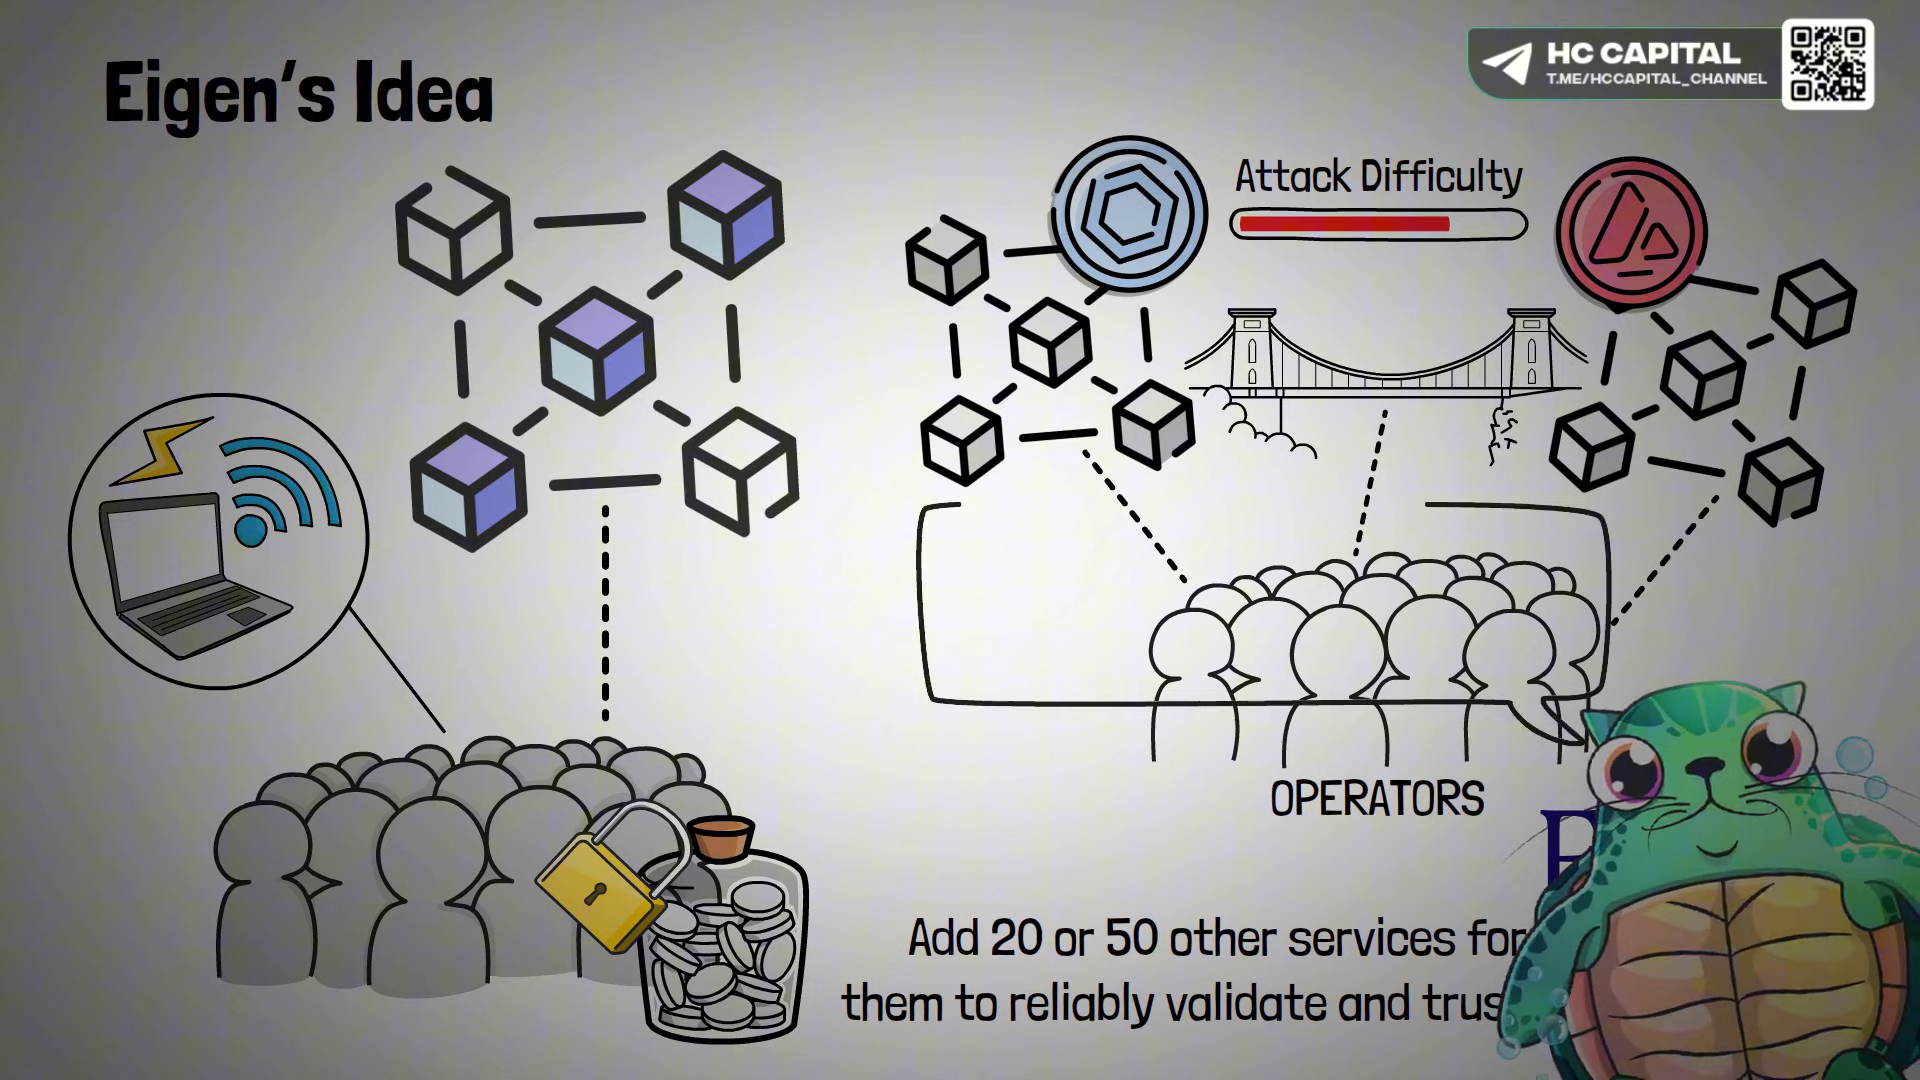 Eigen's Idea
HC CAPITAL
T.ME/HCCAPITAL_CHANNEL
Attack Difficulty
OPERATORS
Add 20 or 50 other services for
them to reliably validate and